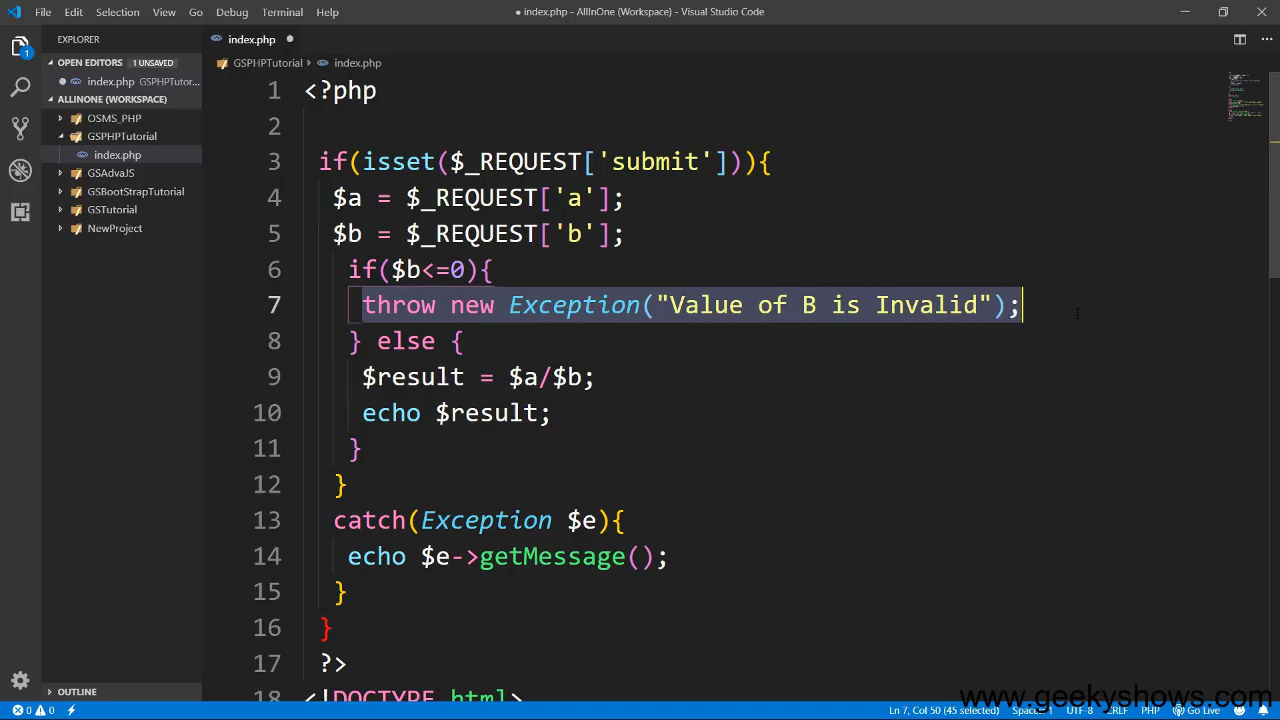 File Edit Selection View Go Debug Terminal Help
● index.php - AllInOne (Workspace) - Visual Studio Code
EXPLORER
OPEN EDITORS 1 UNSAVED
index.php GSPHPTutor...
ALLINONE (WORKSPACE)
OSMS_PHP
GSPHPTutorial
index.php
GSAdvaJS
GSBootStrapTutorial
GSTutorial
NewProject
OUTLINE
1
index.php ●
GSPHPTutorial index.php
1 <?php
2
3 if(isset($_REQUEST['submit'])){
4 $a = $_REQUEST['a'];
5 $b = $_REQUEST['b'];
6 if($b<=0){
7 throw new Exception("Value of B is Invalid");
8 } else {
9 $result = $a/$b;
10 echo $result;
11 }
12 }
13 catch(Exception $e){
14 echo $e->getMessage();
15 }
16 }
17 ?>
18 <!DOCTYPE html>
www.geekyshows.com
0 0 Ln 7, Col 50 (45 selected) Spaces: 1 UTF-8 CRLF PHP Go Live